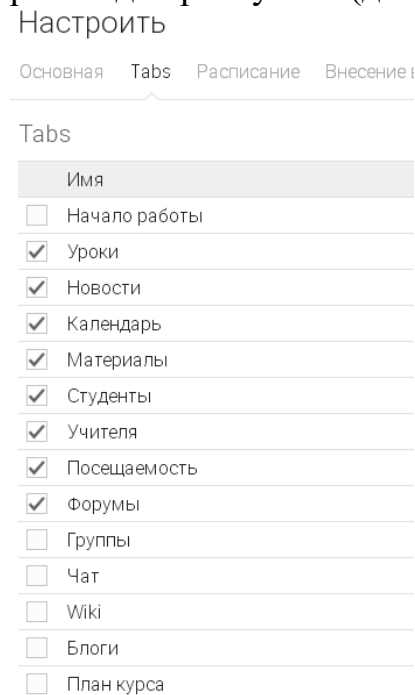 Настроить
Основная Tabs Расписание Внесение
Tabs
Имя
Начало работы
Уроки
Новости
Календарь
Материалы
Студенты
Учителя
Посещаемость
Форумы
Группы
Чат
Wiki
Блоги
План курса